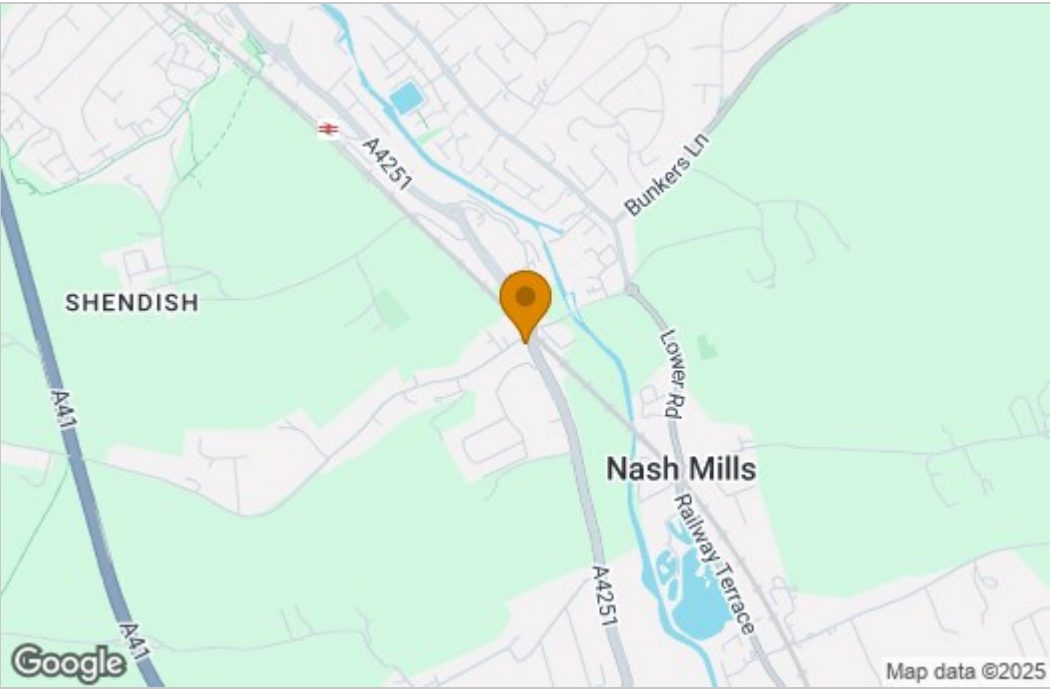 A4251
Bunkers Ln
SHENDISH
Lower Rd
A41
Nash Mills
Railway Terrace
A4251
A41
Google
Map data ©2025